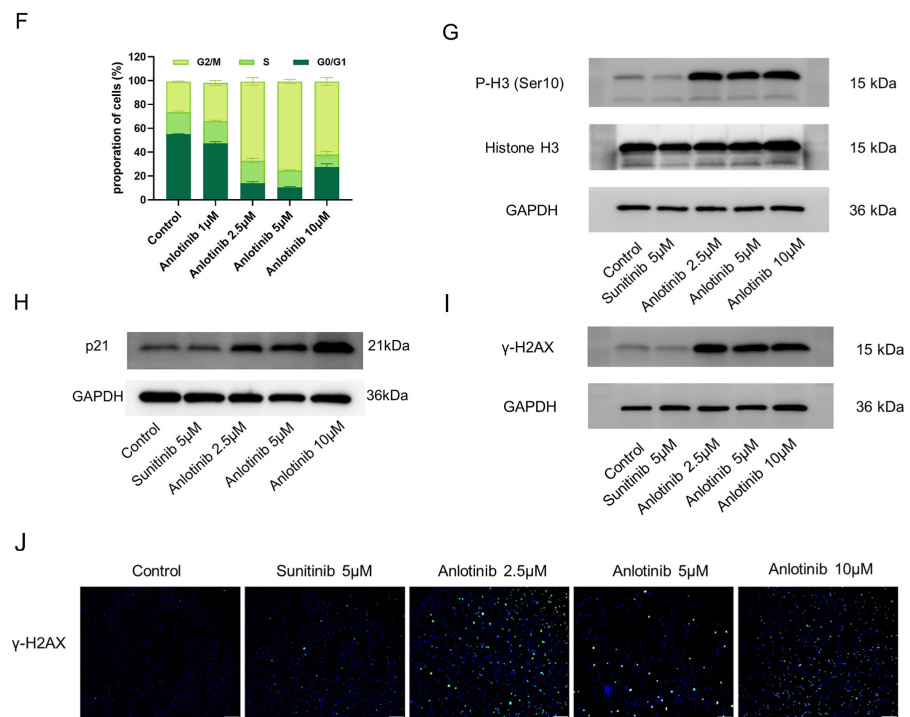 F
G2/M S G0/G1
proporation of cells (%)
120
100
80
60
40
20
0
Control
Anlotinib 1μM
Anlotinib 2.5μM
Anlotinib 5μM
Anlotinib 10μM
G
P-H3 (Ser10) 15 kDa
Histone H3 15 kDa
GAPDH 36 kDa
Control
Sunitinib 5μM
Anlotinib 2.5μM
Anlotinib 5μM
Anlotinib 10μM
H
p21 21kDa
GAPDH 36kDa
Control
Sunitinib 5μM
Anlotinib 2.5μM
Anlotinib 5μM
Anlotinib 10μM
I
γ-H2AX 15 kDa
GAPDH 36 kDa
Control
Sunitinib 5μM
Anlotinib 2.5μM
Anlotinib 5μM
Anlotinib 10μM
J
Control Sunitinib 5μM Anlotinib 2.5μM Anlotinib 5μM Anlotinib 10μM
γ-H2AX